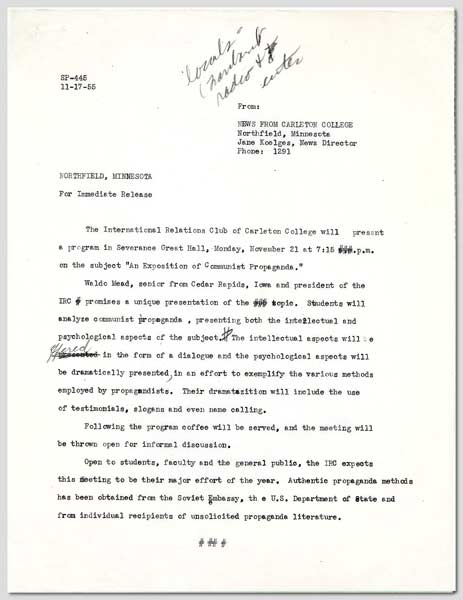 "locals"
radio &
SP-445
11-17-55
From:
NEWS FROM CARLETON COLLEGE
Northfield, Minnesota
Jane Koelges, News Director
Phone: 1291
NORTHFIELD, MINNESOTA
For Immediate Release
The International Relations Club of Carleton College will present
a program in Severance Great Hall, Monday, November 21 at 7:15 ###.p.m.
on the subject "An Exposition of Communist Propaganda."
Waldo Mead, senior from Cedar Rapids, Iowa and president of the
IRC # promises a unique presentation of the ### topic. Students will
analyze communist propaganda , presenting both the intellectual and
psychological aspects of the subject.# The intellectual aspects will be
offered
presented in the form of a dialogue and the psychological aspects will
be dramatically presented, in an effort to exemplify the various methods
employed by propagandists. Their dramatazition will include the use
of testimonials, slogans and even name calling.
Following the program coffee will be served, and the meeting will
be thrown open for informal discussion.
Open to students, faculty and the general public, the IRC expects
this meeting to be their major effort of the year. Authentic propaganda methods
has been obtained from the Soviet Embassy, th e U.S. Department of State and
from individual recipients of unsolicited propaganda literature.
# ## #